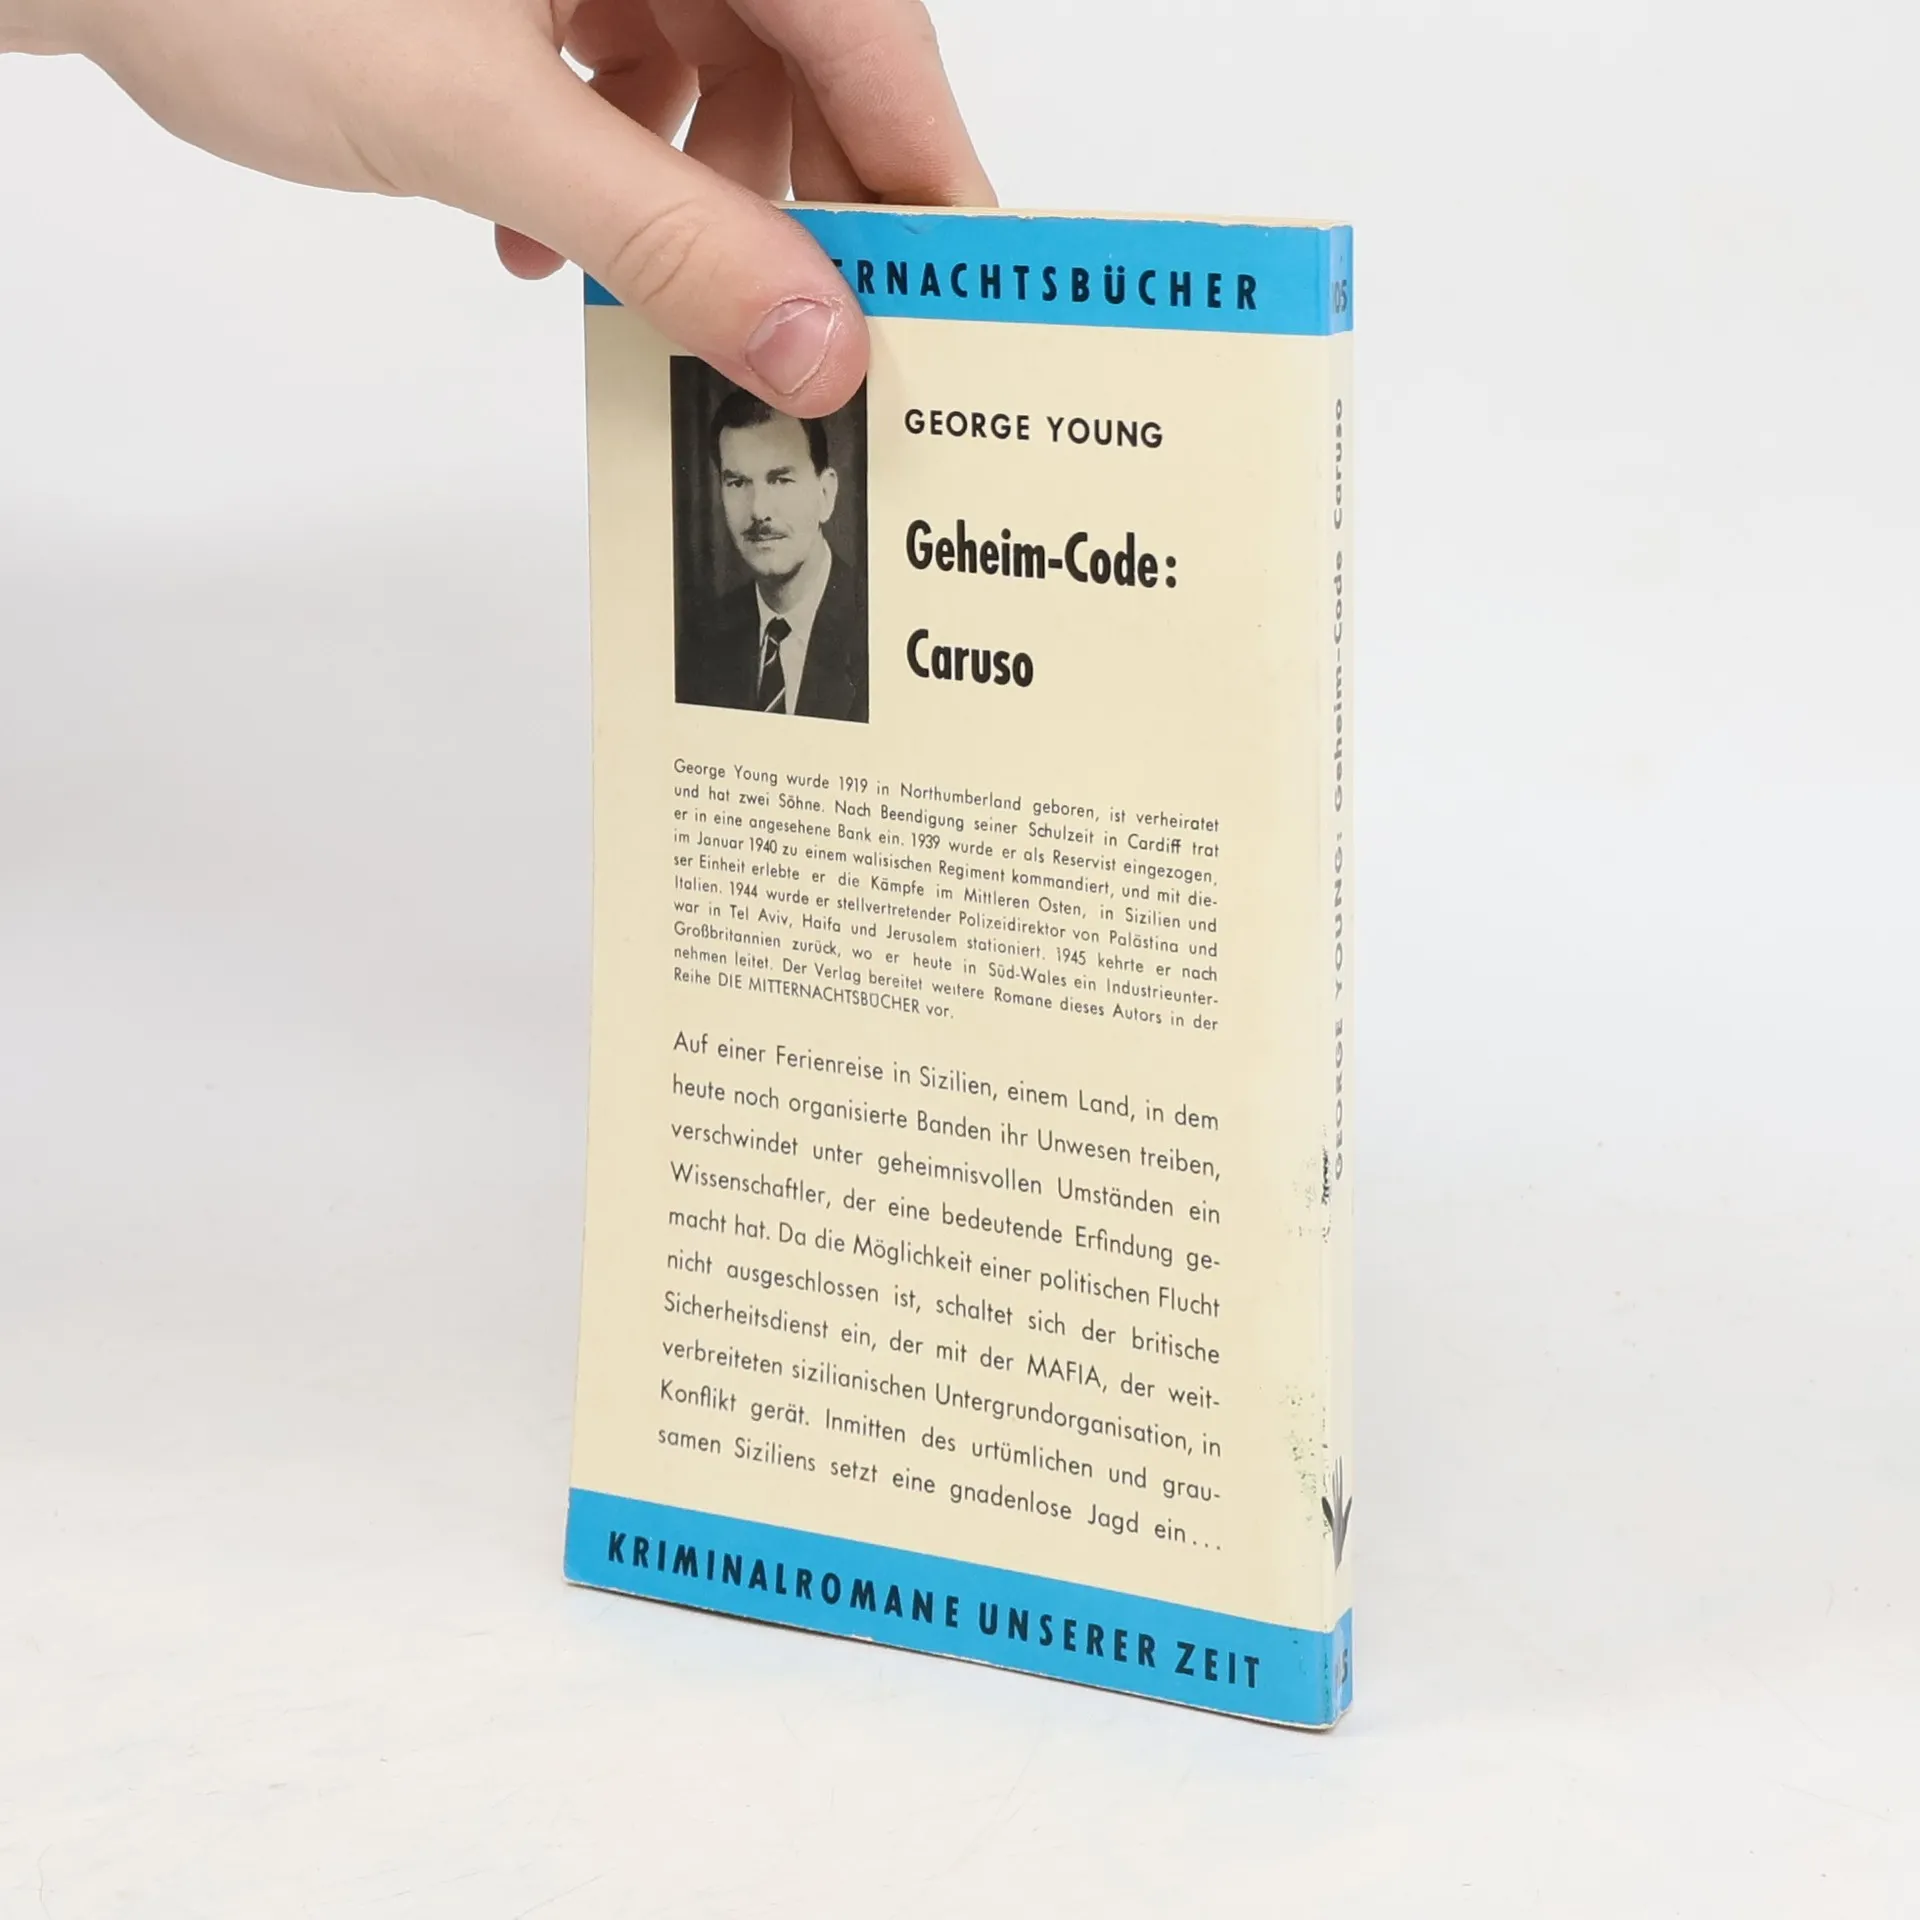 RNACHTSBÜCHER
GEORGE YOUNG
Geheim-Code:
Caruso
George Young wurde 1919 in Northumberland geboren, ist verheiratet
und hat zwei Söhne. Nach Beendigung seiner Schulzeit in Cardiff trat
er in eine angesehene Bank ein. 1939 wurde er als Reservist eingezogen,
im Januar 1940 zu einem walisischen Regiment kommandiert, und mit die-
ser Einheit erlebte er die Kämpfe im Mittleren Osten, in Sizilien und
Italien. 1944 wurde er stellvertretender Polizeidirektor von Palästina und
war in Tel Aviv, Haifa und Jerusalem stationiert. 1945 kehrte er nach
Großbritannien zurück, wo er heute in Süd-Wales ein Industrieunter-
nehmen leitet. Der Verlag bereitet weitere Romane dieses Autors in der
Reihe DIE MITTERNACHTSBÜCHER vor.
Auf einer Ferienreise in Sizilien, einem Land, in dem
heute noch organisierte Banden ihr Unwesen treiben,
verschwindet unter geheimnisvollen Umständen ein
Wissenschaftler, der eine bedeutende Erfindung ge-
macht hat. Da die Möglichkeit einer politischen Flucht
nicht ausgeschlossen ist, schaltet sich der britische
Sicherheitsdienst ein, der mit der MAFIA, der weit-
verbreiteten sizilianischen Untergrundorganisation, in
Konflikt gerät. Inmitten des urtümlichen und grau-
samen Siziliens setzt eine gnadenlose Jagd ein...
KRIMINALROMANE UNSERER ZEIT
GEORGE YOUNG: Geheim-Code Caruso